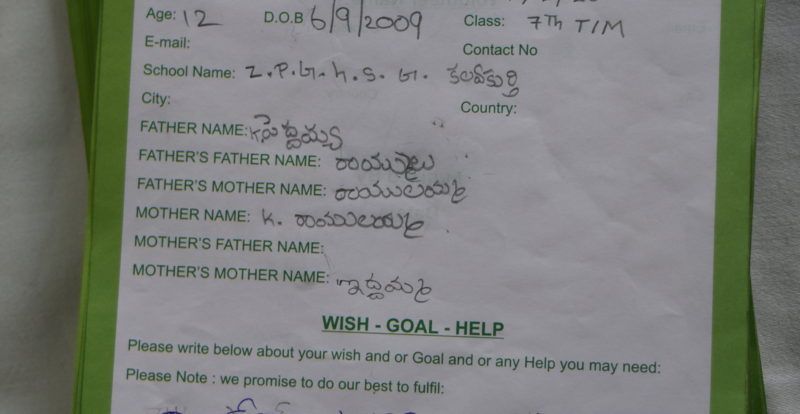 Age: 12 D.O.B 6/9/2009 Class: 7TH T/M
E-mail: Contact No
School Name: Z.P.G.h.S. G. కలవకుర్తి
City: Country:
FATHER NAME: K పెద్దయ్య
FATHER'S FATHER NAME: రాయ్యులు
FATHER'S MOTHER NAME: రాములమ్మ
MOTHER NAME: K. రాములమ్మ
MOTHER'S FATHER NAME:
MOTHER'S MOTHER NAME:
WISH - GOAL - HELP
Please write below about your wish and or Goal and or any Help you may need:
Please Note : we promise to do our best to fulfil: